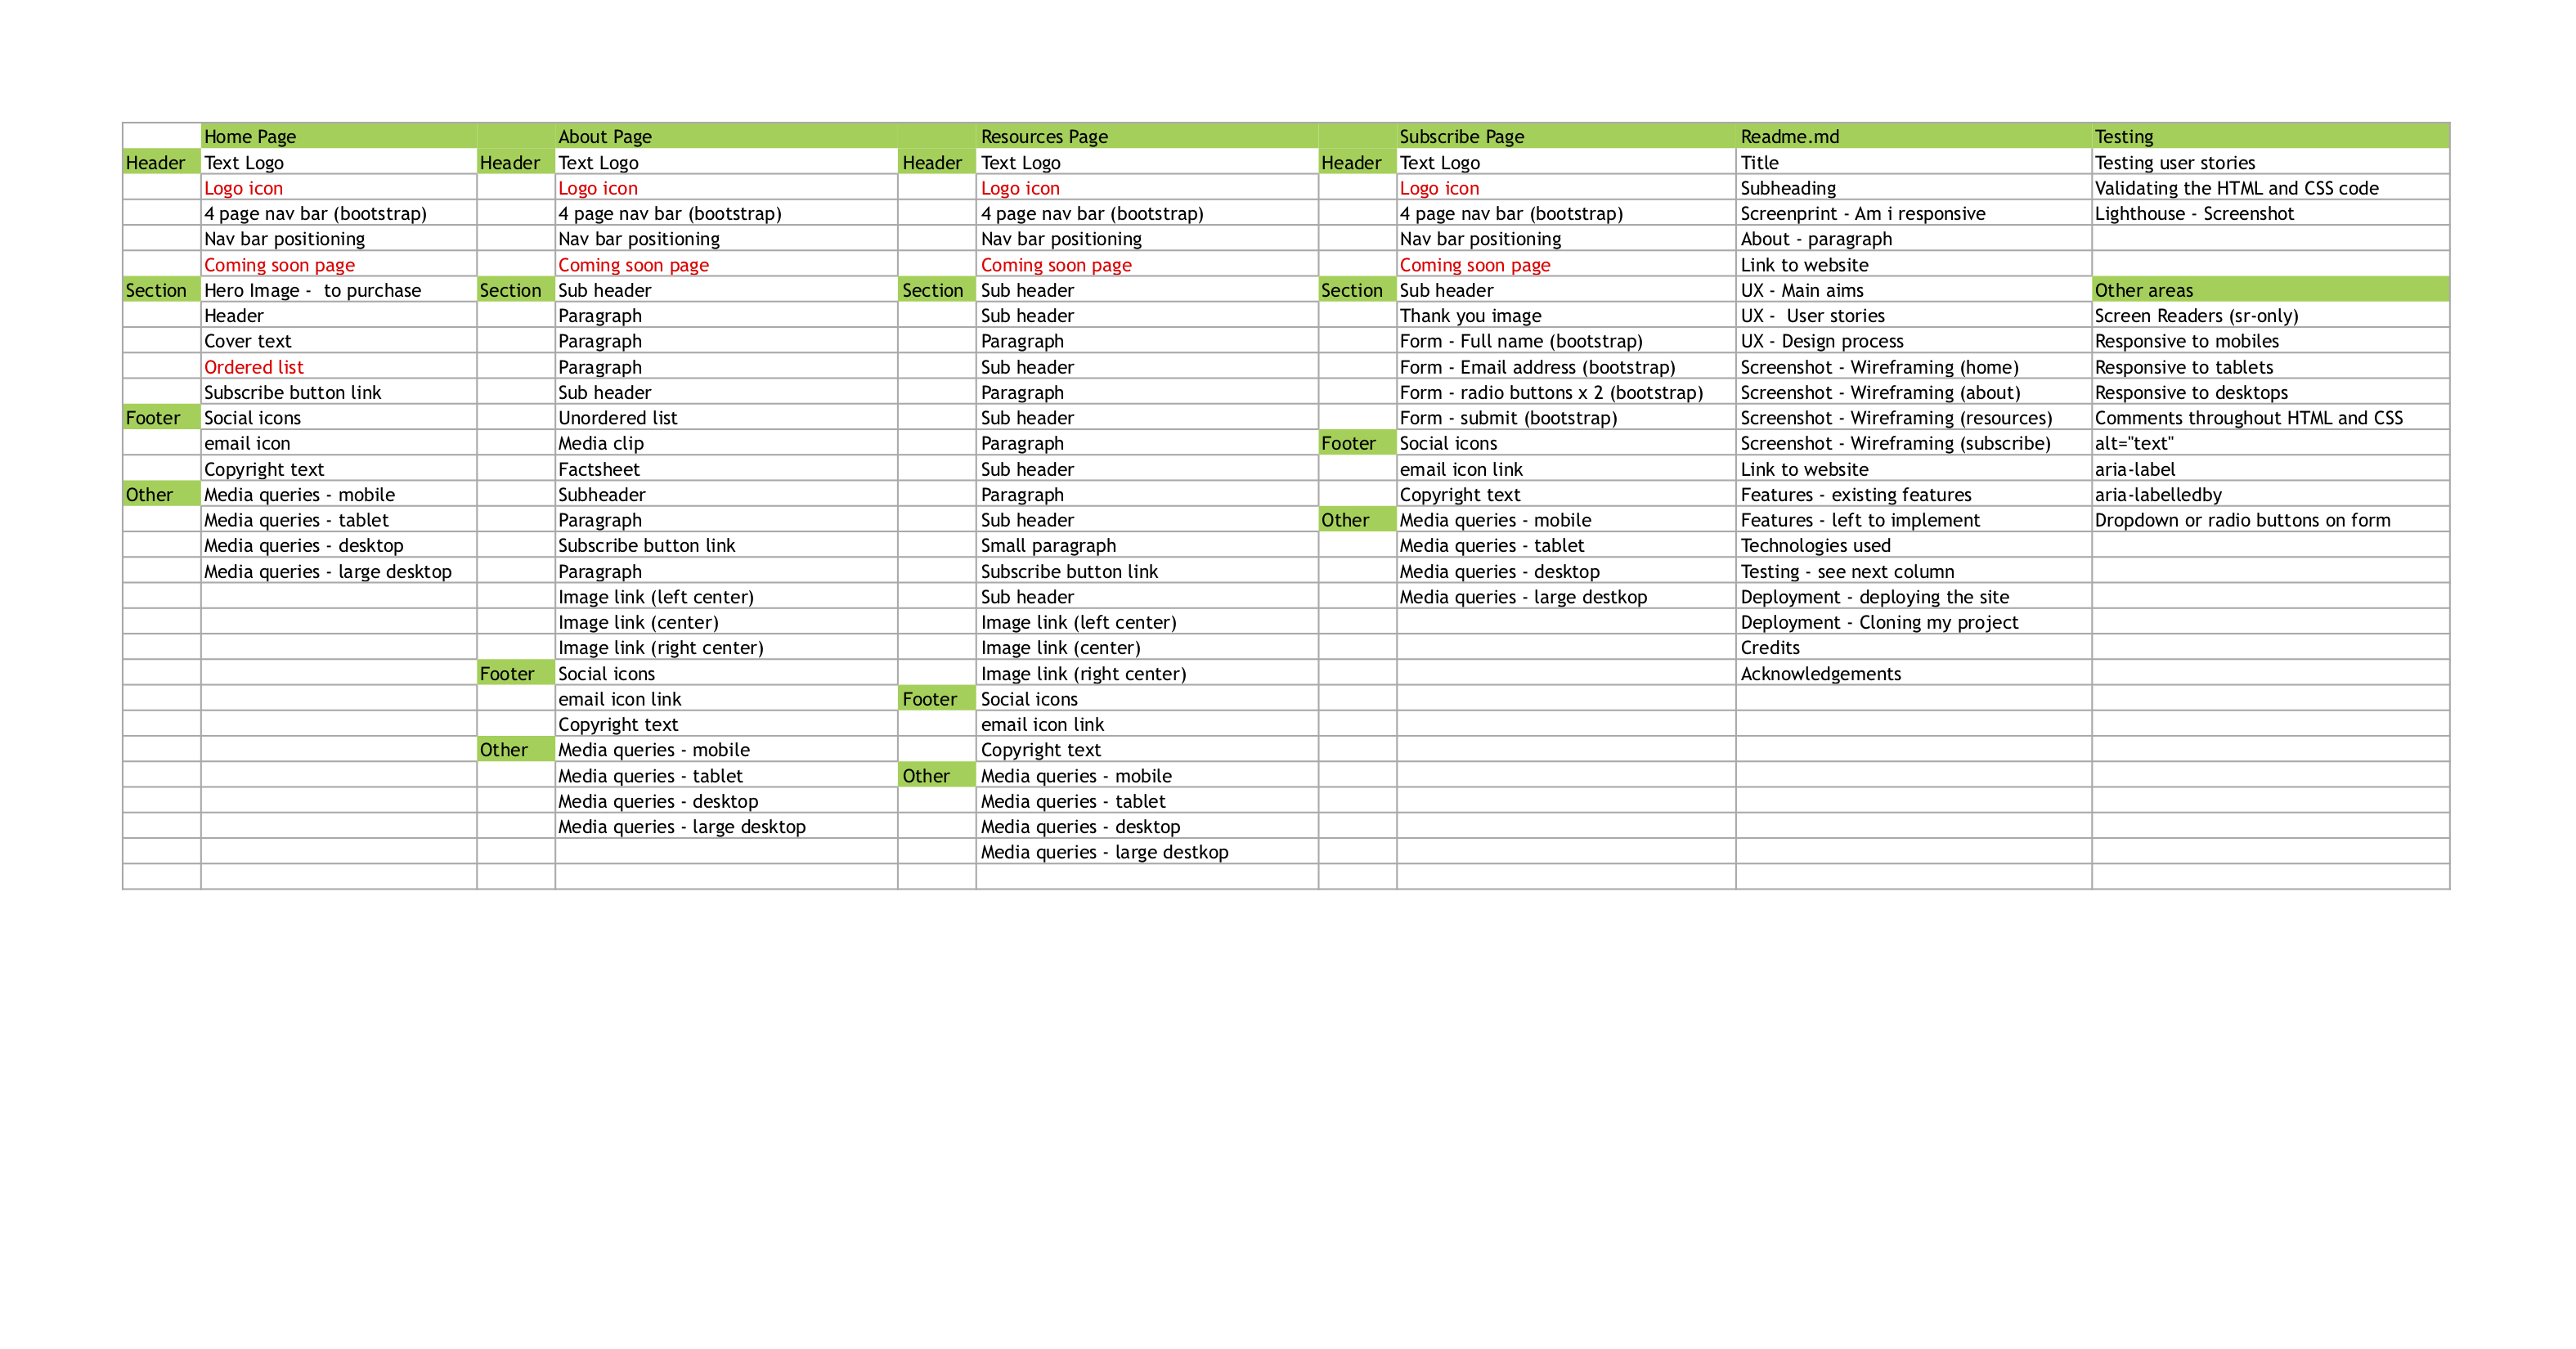 Home Page About Page Resources Page Subscribe Page Readme.md Testing
Header Text Logo Header Text Logo Header Text Logo Header Text Logo Title Testing user stories
Logo icon Logo icon Logo icon Logo icon Subheading Validating the HTML and CSS code
4 page nav bar (bootstrap) 4 page nav bar (bootstrap) 4 page nav bar (bootstrap) 4 page nav bar (bootstrap) Screenprint - Am i responsive Lighthouse - Screenshot
Nav bar positioning Nav bar positioning Nav bar positioning Nav bar positioning About - paragraph
Coming soon page Coming soon page Coming soon page Coming soon page Link to website
Section Hero Image - to purchase Section Sub header Section Sub header Section Sub header UX - Main aims Other areas
Header Paragraph Sub header Thank you image UX - User stories Screen Readers (sr-only)
Cover text Paragraph Paragraph Form - Full name (bootstrap) UX - Design process Responsive to mobiles
Ordered list Paragraph Sub header Form - Email address (bootstrap) Screenshot - Wireframing (home) Responsive to tablets
Subscribe button link Sub header Paragraph Form - radio buttons x 2 (bootstrap) Screenshot - Wireframing (about) Responsive to desktops
Footer Social icons Unordered list Sub header Form - submit (bootstrap) Screenshot - Wireframing (resources) Comments throughout HTML and CSS
email icon Media clip Paragraph Footer Social icons Screenshot - Wireframing (subscribe) alt="text"
Copyright text Factsheet Sub header email icon link Link to website aria-label
Other Media queries - mobile Subheader Paragraph Copyright text Features - existing features aria-labelledby
Media queries - tablet Paragraph Sub header Other Media queries - mobile Features - left to implement Dropdown or radio buttons on form
Media queries - desktop Subscribe button link Small paragraph Media queries - tablet Technologies used
Media queries - large desktop Paragraph Subscribe button link Media queries - desktop Testing - see next column
Image link (left center) Sub header Media queries - large destkop Deployment - deploying the site
Image link (center) Image link (left center) Deployment - Cloning my project
Image link (right center) Image link (center) Credits
Footer Social icons Image link (right center) Acknowledgements
email icon link Footer Social icons
Copyright text email icon link
Other Media queries - mobile Copyright text
Media queries - tablet Other Media queries - mobile
Media queries - desktop Media queries - tablet
Media queries - large desktop Media queries - desktop
Media queries - large destkop